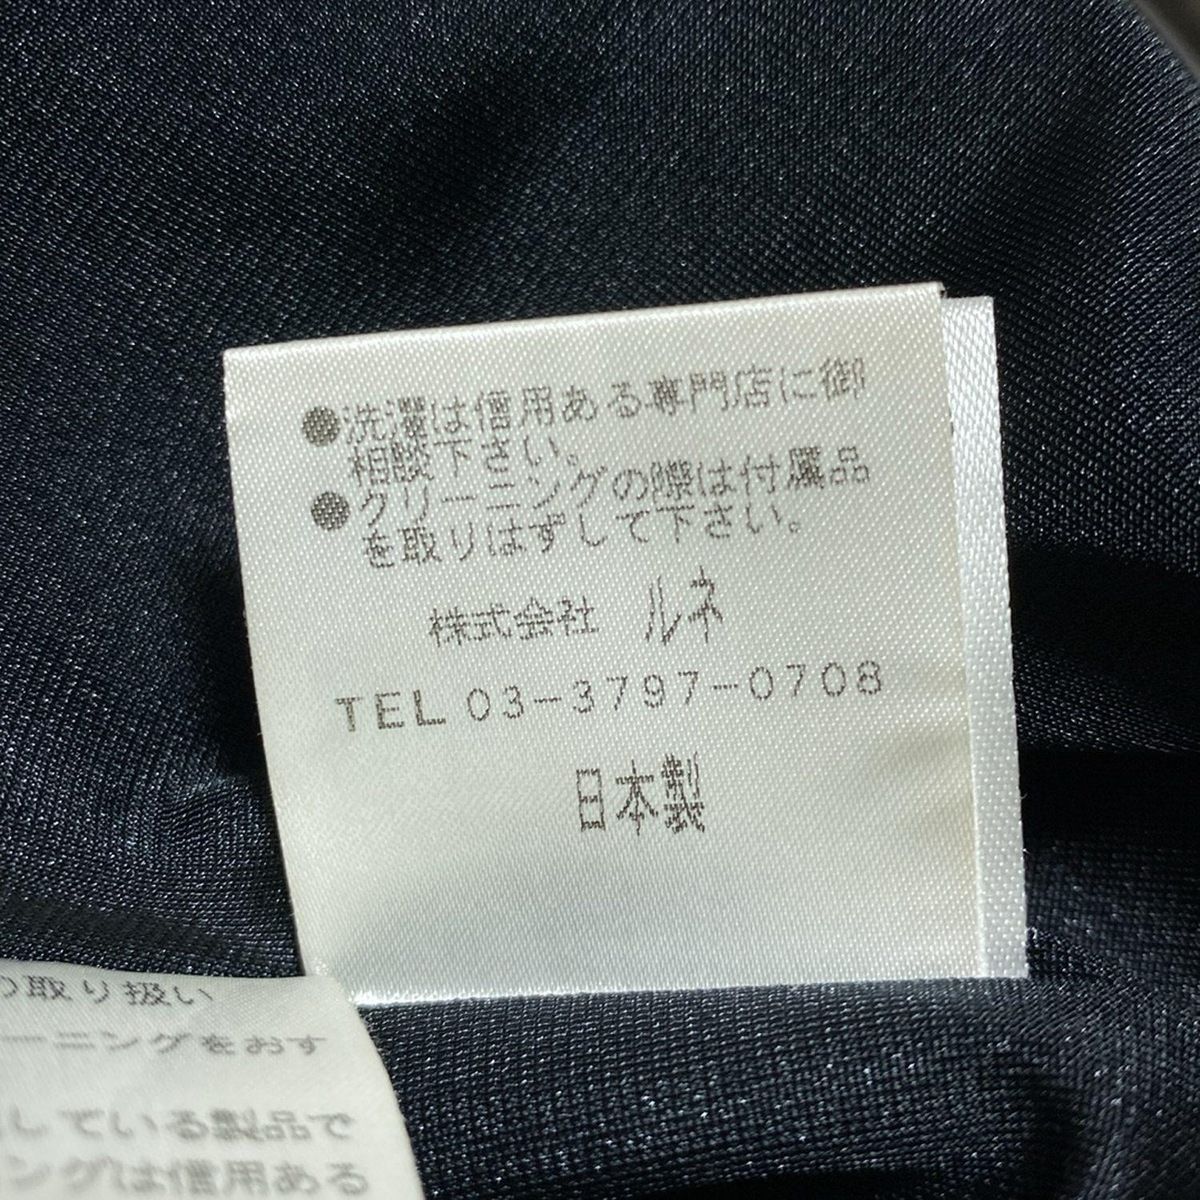 ●洗濯は信用ある専門店に御
相談下さい。
●クリーニングの際は付属品
を取りはずして下さい。
株式会社 ルネ
TEL 03-3797-0708
日本製
の取り扱い
ーニングをおす
している製品で
ングは信用ある